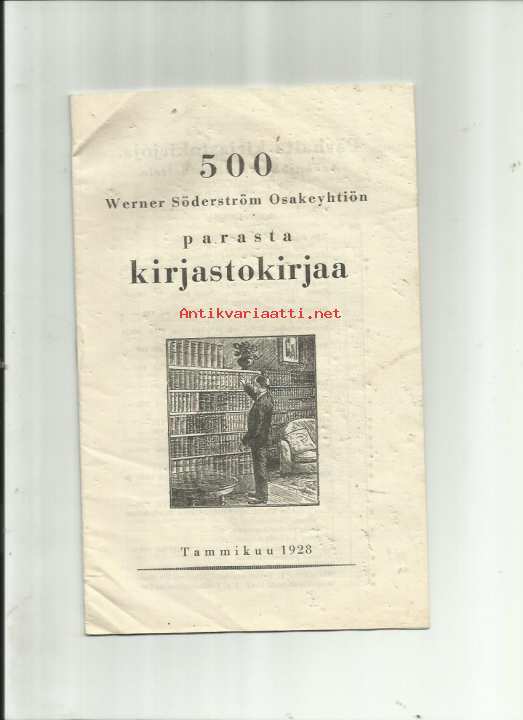 500
Werner Söderström Osakeyhtiön
parasta
kirjastokirjaa
Antikvariaatti.net
Tammikuu 1928